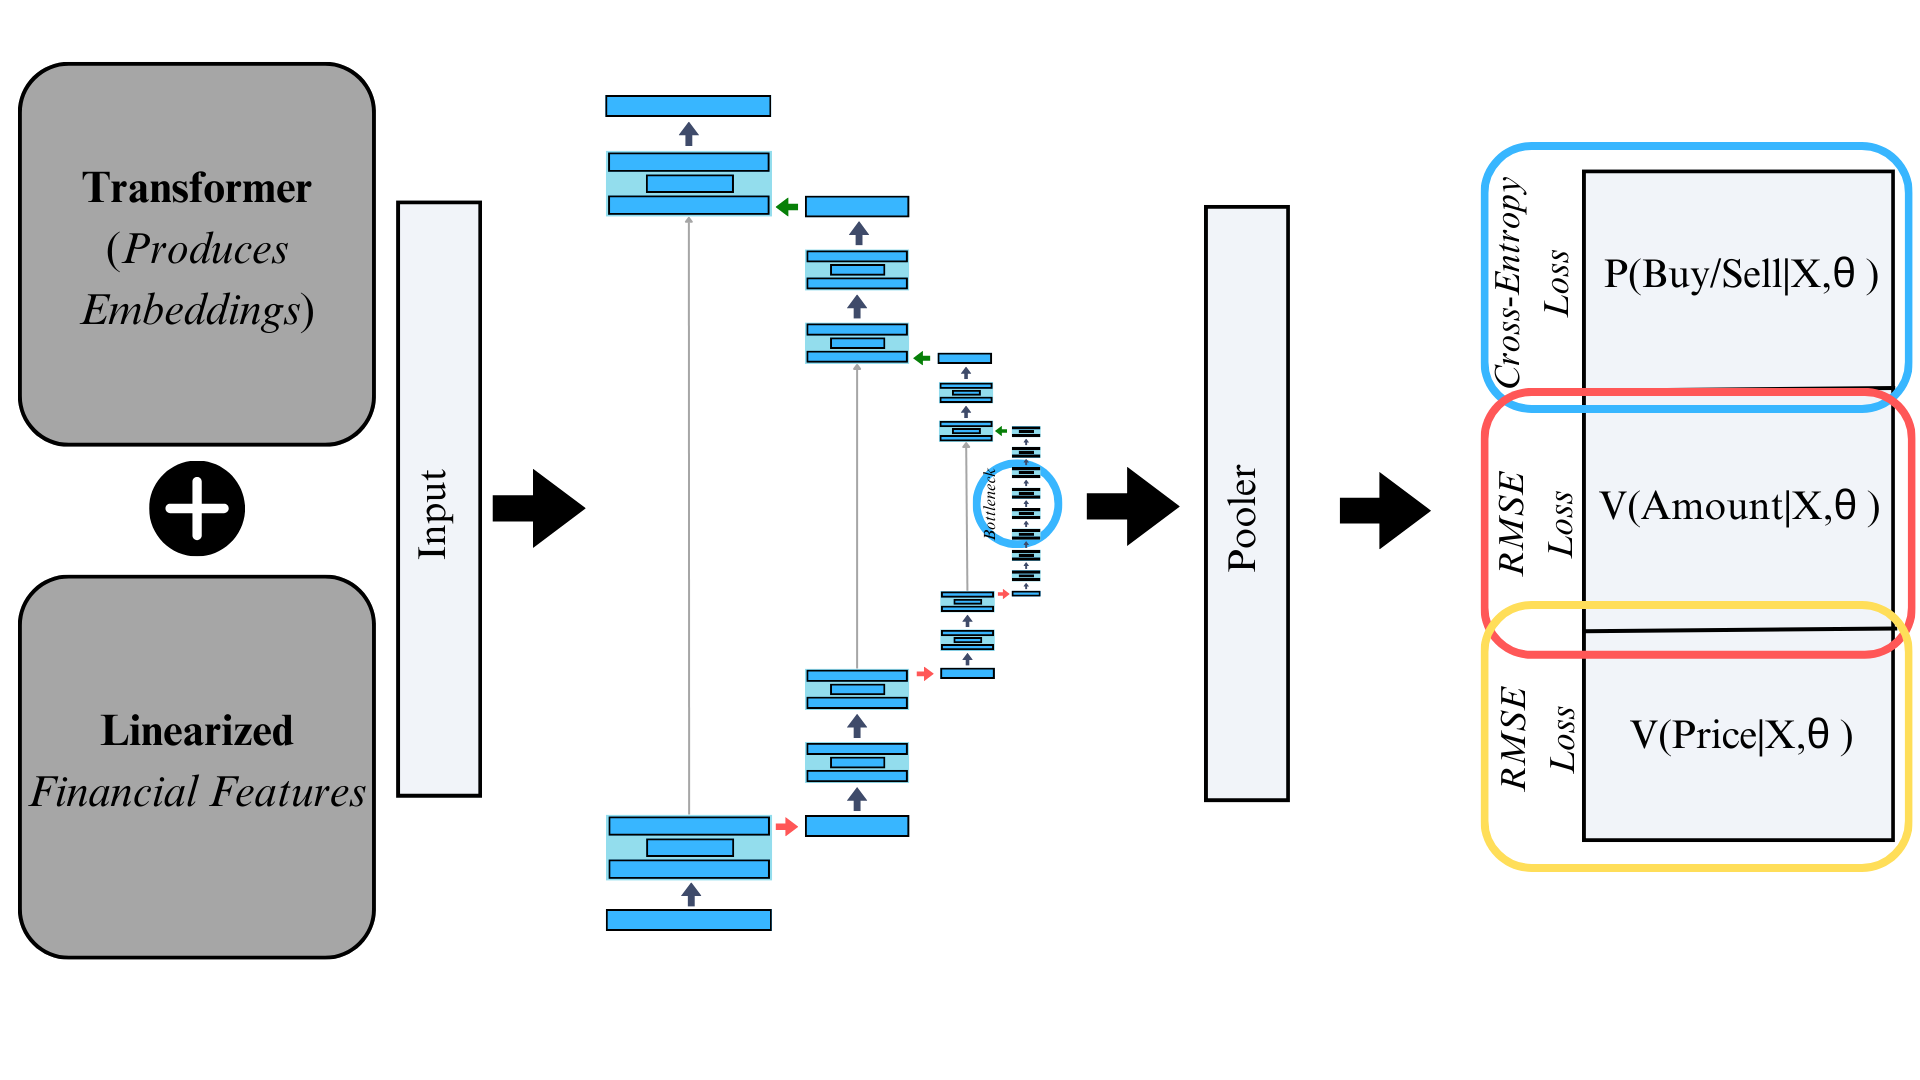 Transformer
(Produces
Embeddings)
Linearized
Financial Features
Input
Bottleneck
Pooler
Cross-Entropy
Loss
P(Buy/Sell|X,θ )
RMSE
Loss
V(Amount|X,θ )
RMSE
Loss
V(Price|X,θ )